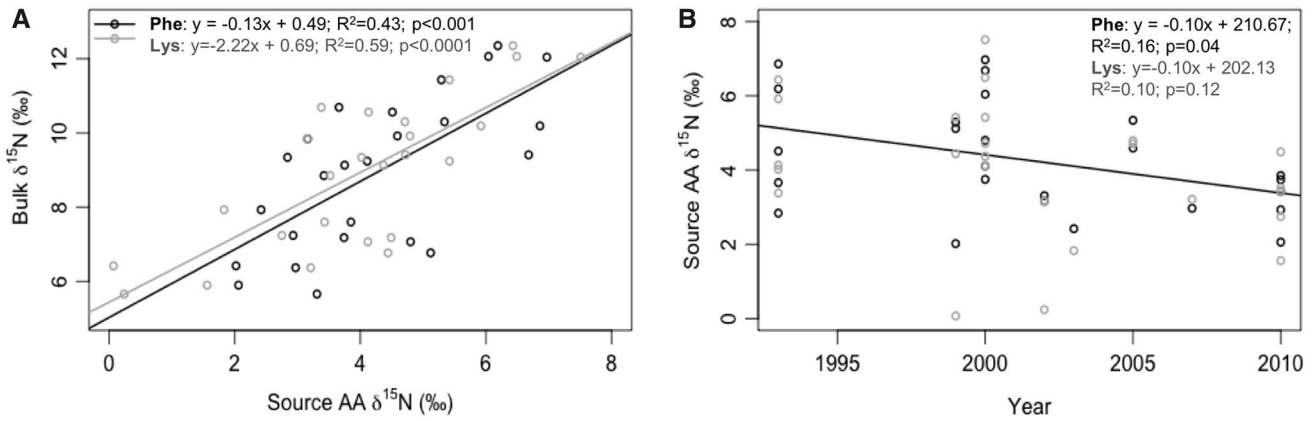 A
Phe: y = -0.13x + 0.49; R²=0.43; p<0.001
Lys: y=-2.22x + 0.69; R²=0.59; p<0.0001
12
10
8
6
Bulk δ¹⁵N (‰)
0 2 4 6 8
Source AA δ¹⁵N (‰)
B
Phe: y = -0.10x + 210.67;
R²=0.16; p=0.04
Lys: y=-0.10x + 202.13
R²=0.10; p=0.12
8
6
4
2
0
Source AA δ¹⁵N (‰)
1995 2000 2005 2010
Year